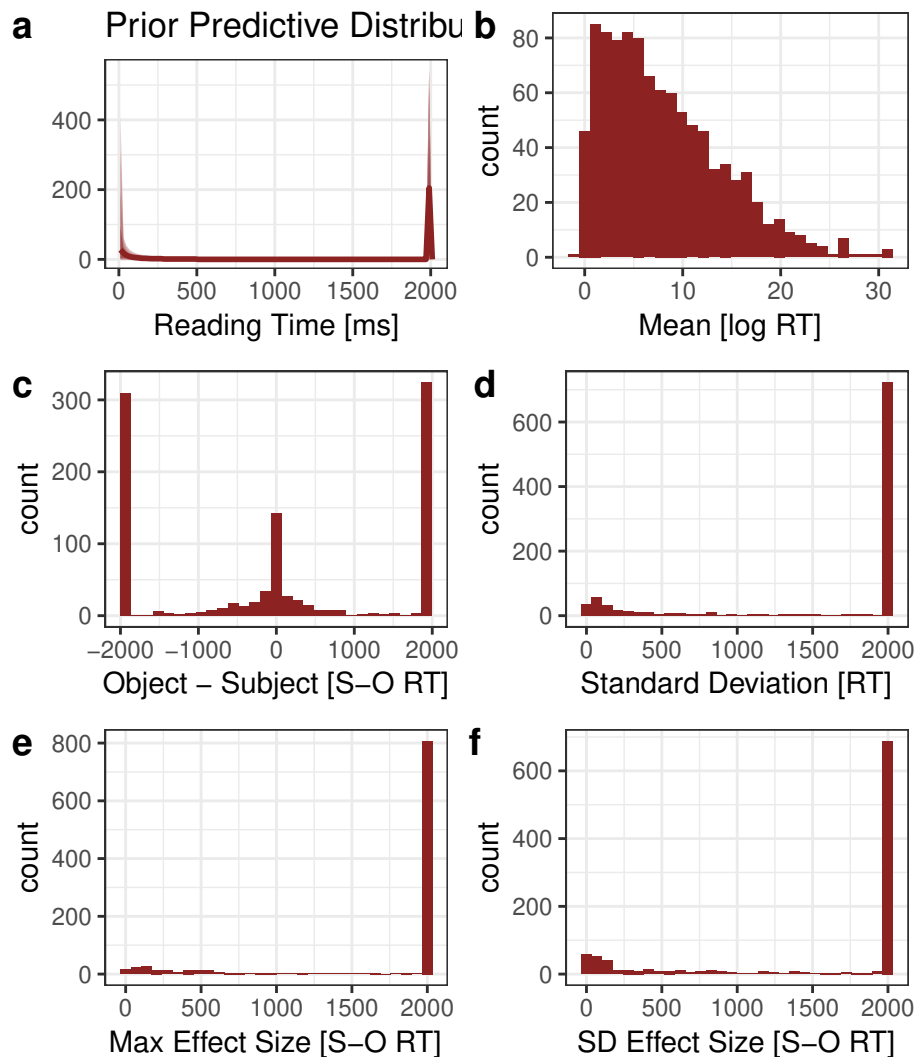 a Prior Predictive Distribu
400
200
0
0 500 1000 1500 2000
Reading Time [ms]
b
count
80
60
40
20
0
0 10 20 30
Mean [log RT]
c
count
300
200
100
0
−2000 −1000 0 1000 2000
Object − Subject [S−O RT]
d
count
600
400
200
0
0 500 1000 1500 2000
Standard Deviation [RT]
e
count
800
600
400
200
0
0 500 1000 1500 2000
Max Effect Size [S−O RT]
f
count
600
400
200
0
0 500 1000 1500 2000
SD Effect Size [S−O RT]